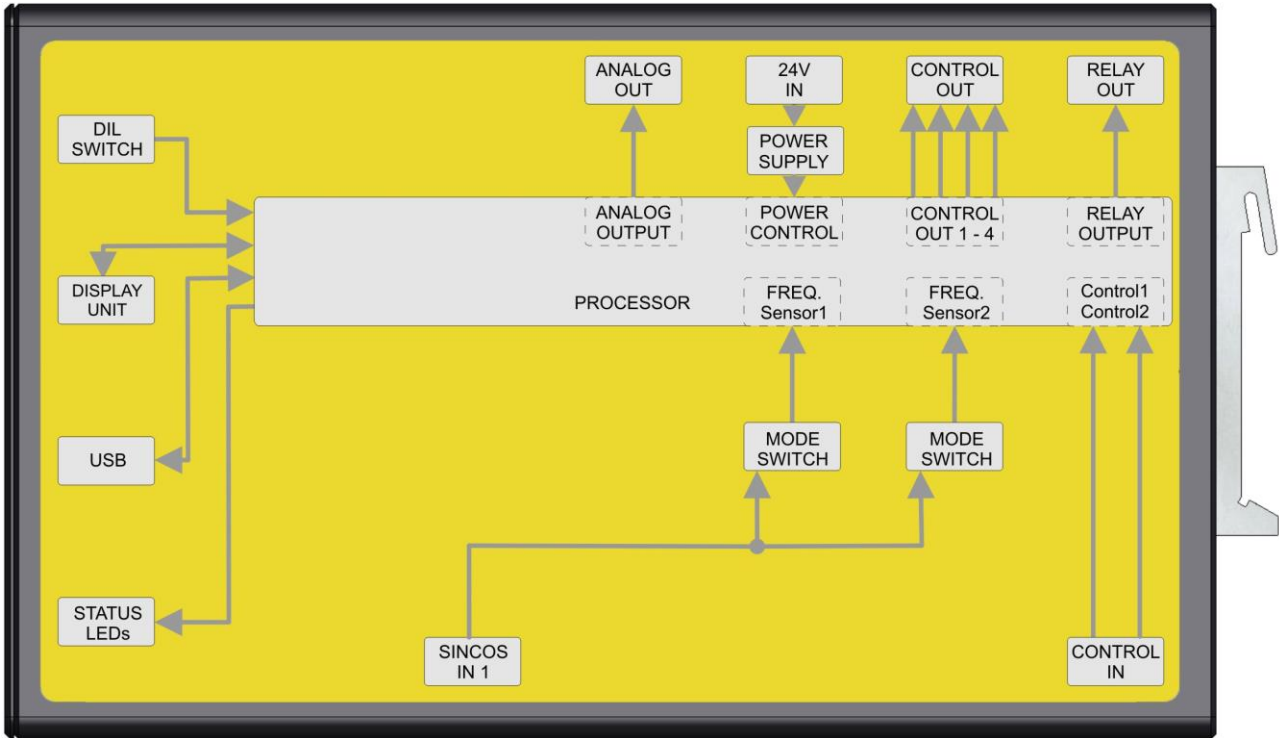 ANALOG
OUT
24V
IN
CONTROL
OUT
RELAY
OUT
DIL
SWITCH
POWER
SUPPLY
ANALOG
OUTPUT
POWER
CONTROL
CONTROL
OUT 1 - 4
RELAY
OUTPUT
DISPLAY
UNIT
PROCESSOR
FREQ.
Sensor1
FREQ.
Sensor2
Control1
Control2
USB
MODE
SWITCH
MODE
SWITCH
STATUS
LEDs
SINCOS
IN 1
CONTROL
IN